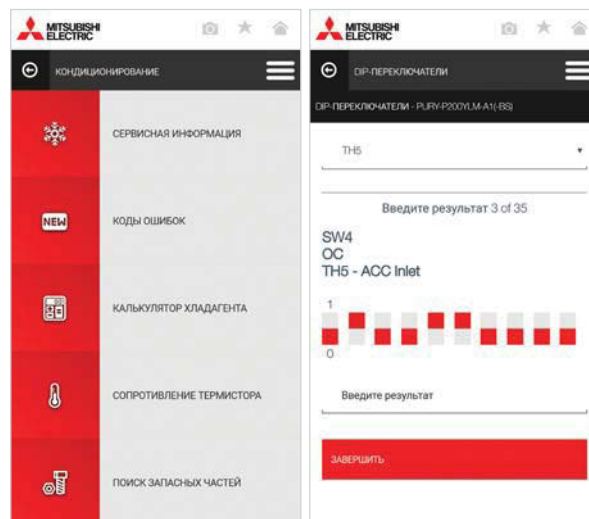 MITSUBISHI
ELECTRIC
КОНДИЦИОНИРОВАНИЕ
СЕРВИСНАЯ ИНФОРМАЦИЯ
NEW
КОДЫ ОШИБОК
КАЛЬКУЛЯТОР ХЛАДАГЕНТА
СОПРОТИВЛЕНИЕ ТЕРМИСТОРА
ПОИСК ЗАПАСНЫХ ЧАСТЕЙ
MITSUBISHI
ELECTRIC
DIP-ПЕРЕКЛЮЧАТЕЛИ
DIP-ПЕРЕКЛЮЧАТЕЛИ - PURY-P200YLM-A1(-BS)
TH5
Введите результат 3 of 35
SW4
OC
TH5 - ACC Inlet
1
0
Введите результат
ЗАВЕРШИТЬ